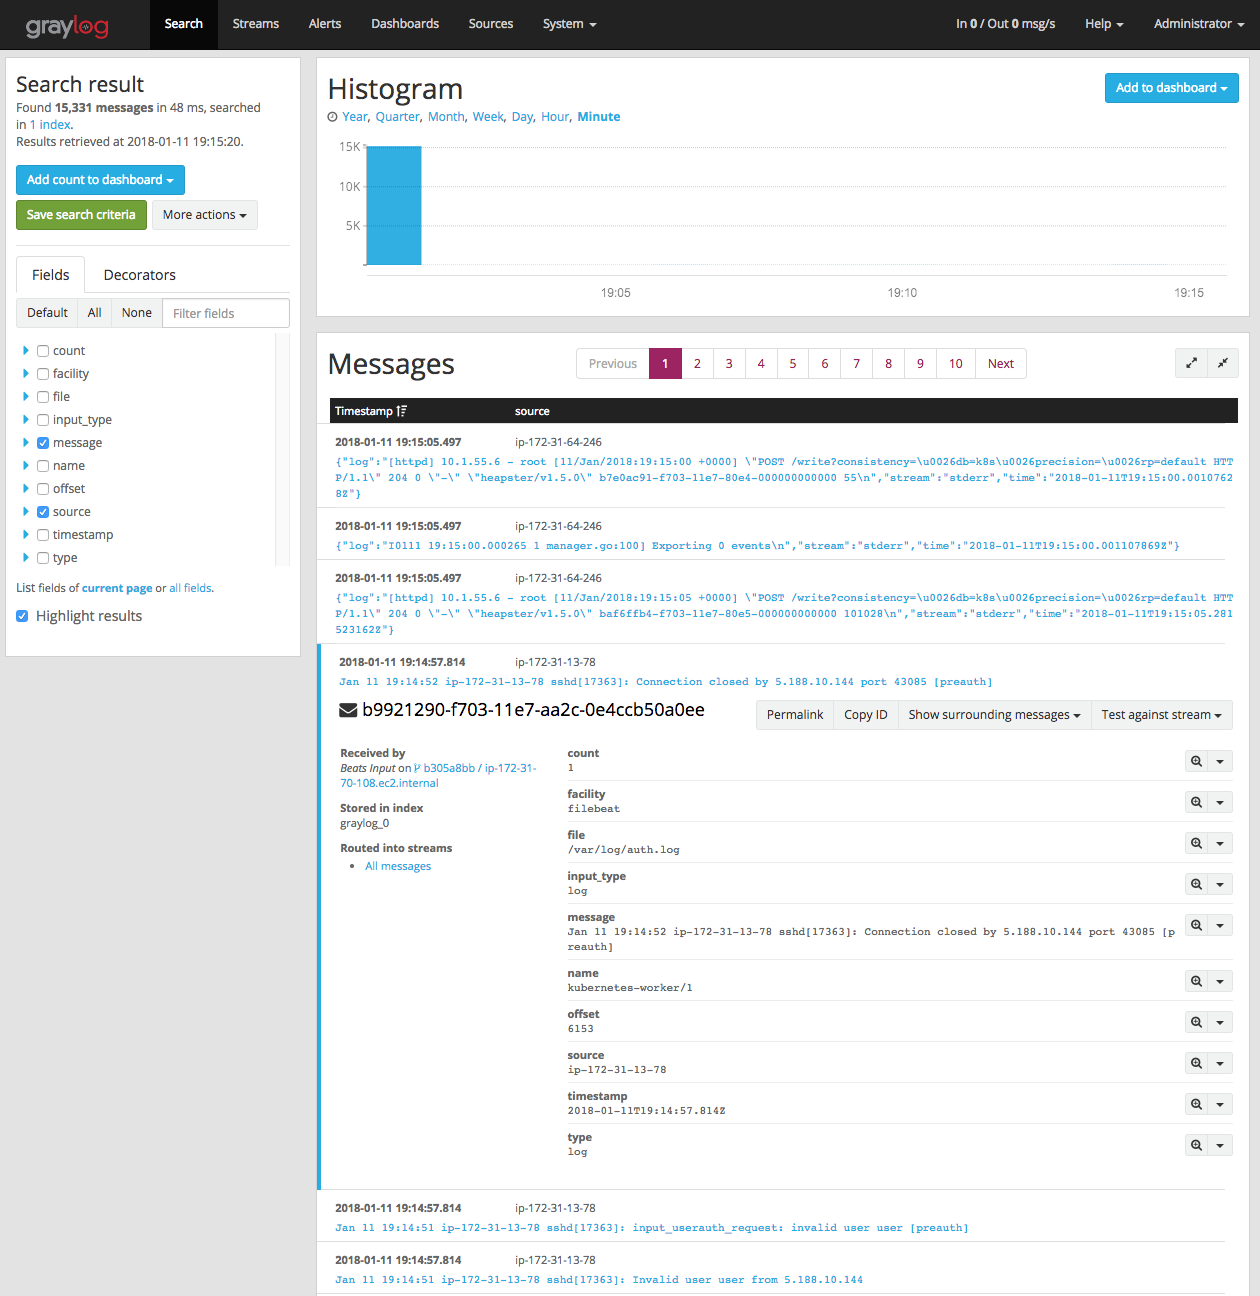 graylog Search Streams Alerts Dashboards Sources System In 0 / Out 0 msg/s Help Administrator
Search result
Found 15,331 messages in 48 ms, searched
in 1 index.
Results retrieved at 2018-01-11 19:15:20.
Add count to dashboard
Save search criteria More actions
Fields Decorators
Default All None Filter fields
count
facility
file
input_type
message
name
offset
source
timestamp
type
List fields of current page or all fields.
Highlight results
Histogram
Add to dashboard
Year, Quarter, Month, Week, Day, Hour, Minute
15K
10K
5K
19:05 19:10 19:15
Messages
Previous 1 2 3 4 5 6 7 8 9 10 Next
Timestamp source
2018-01-11 19:15:05.497 ip-172-31-64-246
{"log":"[httpd] 10.1.55.6 - root [11/Jan/2018:19:15:00 +0000] \"POST /write?consistency=\u0026db=k8s\u0026precision=\u0026rp=default HTT
P/1.1\" 204 0 \"-\" \"heapster/v1.5.0\" b7e0ac91-f703-11e7-80e4-000000000000 55\n","stream":"stderr","time":"2018-01-11T19:15:00.0010762
8Z"}
2018-01-11 19:15:05.497 ip-172-31-64-246
{"log":"I0111 19:15:00.000265 1 manager.go:100] Exporting 0 events\n","stream":"stderr","time":"2018-01-11T19:15:00.001107869Z"}
2018-01-11 19:15:05.497 ip-172-31-64-246
{"log":"[httpd] 10.1.55.6 - root [11/Jan/2018:19:15:05 +0000] \"POST /write?consistency=\u0026db=k8s\u0026precision=\u0026rp=default HTT
P/1.1\" 204 0 \"-\" \"heapster/v1.5.0\" baf6ffb4-f703-11e7-80e5-000000000000 101028\n","stream":"stderr","time":"2018-01-11T19:15:05.281
523162Z"}
2018-01-11 19:14:57.814 ip-172-31-13-78
Jan 11 19:14:52 ip-172-31-13-78 sshd[17363]: Connection closed by 5.188.10.144 port 43085 [preauth]
b9921290-f703-11e7-aa2c-0e4ccb50a0ee
Permalink Copy ID Show surrounding messages Test against stream
Received by
Beats Input on b305a8bb / ip-172-31-
70-108.ec2.internal
Stored in index
graylog_0
Routed into streams
All messages
count
1
facility
filebeat
file
/var/log/auth.log
input_type
log
message
Jan 11 19:14:52 ip-172-31-13-78 sshd[17363]: Connection closed by 5.188.10.144 port 43085 [p
reauth]
name
kubernetes-worker/1
offset
6153
source
ip-172-31-13-78
timestamp
2018-01-11T19:14:57.814Z
type
log
2018-01-11 19:14:57.814 ip-172-31-13-78
Jan 11 19:14:51 ip-172-31-13-78 sshd[17363]: input_userauth_request: invalid user user [preauth]
2018-01-11 19:14:57.814 ip-172-31-13-78
Jan 11 19:14:51 ip-172-31-13-78 sshd[17363]: Invalid user user from 5.188.10.144